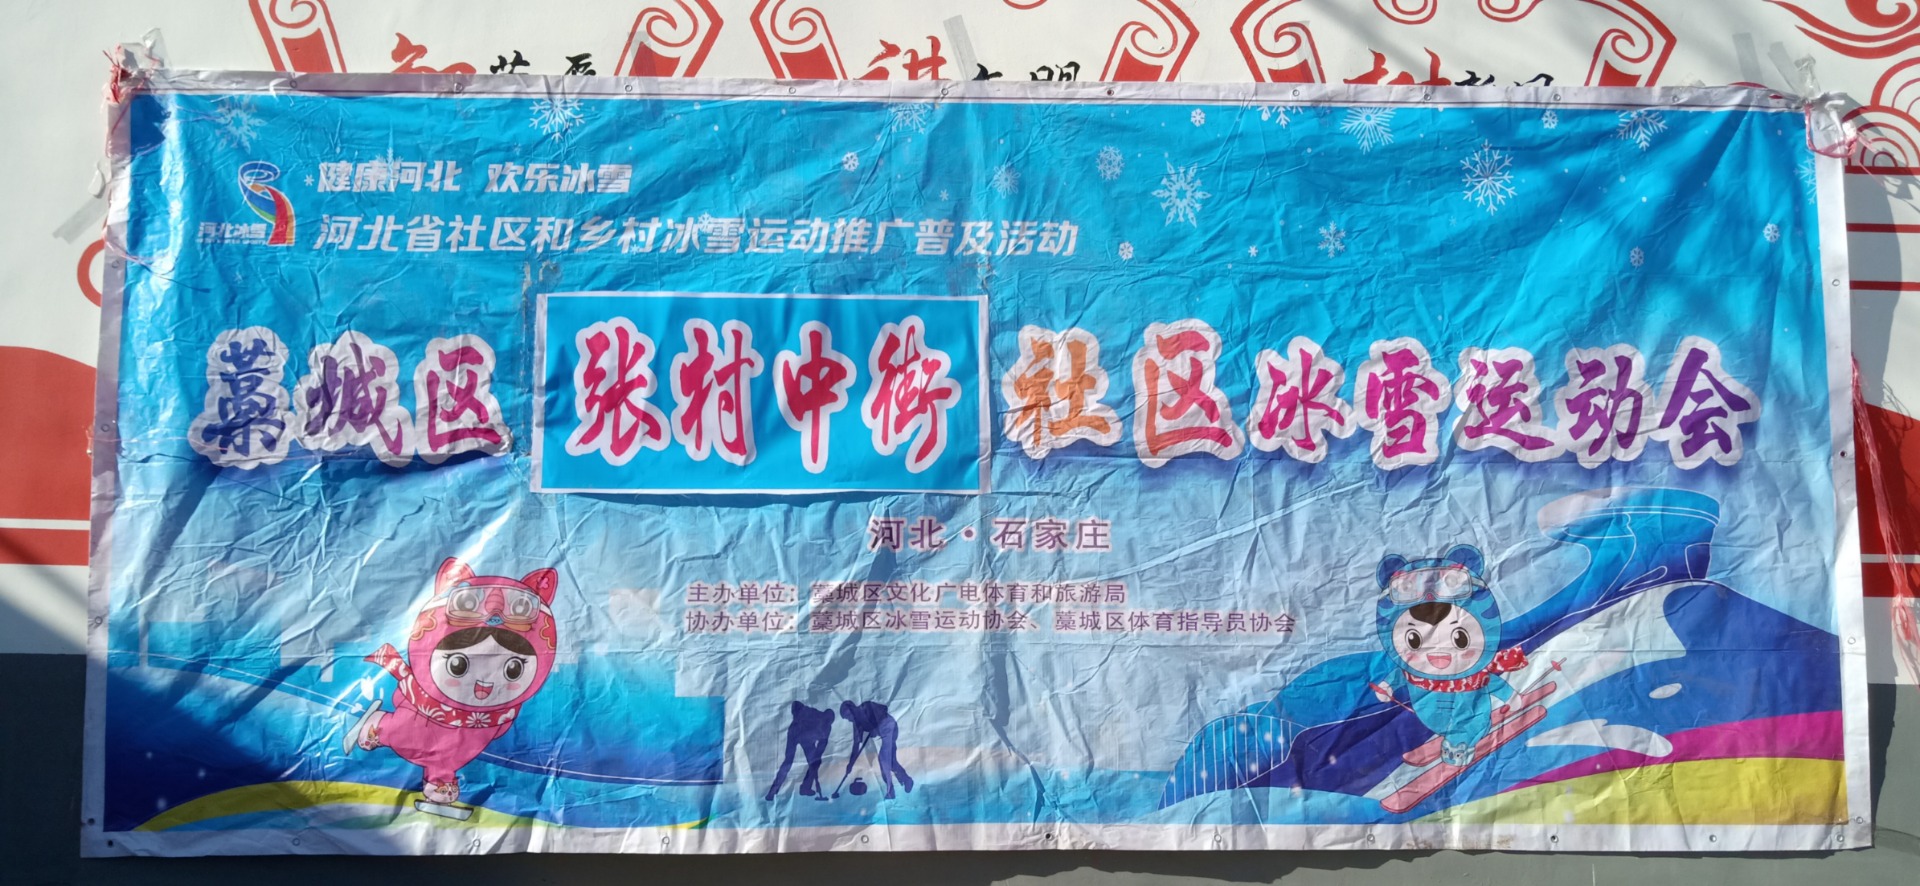 健康河北 欢乐冰雪
河北冰雪
河北省社区和乡村冰雪运动推广普及活动
藁城区张村中街社区冰雪运动会
河北·石家庄
主办单位：藁城区文化广电体育和旅游局
协办单位：藁城区冰雪运动协会、藁城区体育指导员协会